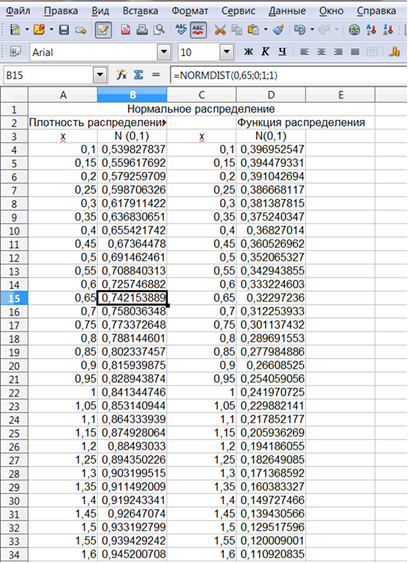 Файл Правка Вид Вставка Формат Сервис Данные Окно Справка
Arial 10 Ж К Ч
B15 fx Σ = =NORMDIST(0,65;0;1;1)
A B C D E
1 Нормальное распределение
2 Плотность распределени Функция распределения
3 x N (0,1) x N(0,1)
4 0,1 0,539827837 0,1 0,396952547
5 0,15 0,559617692 0,15 0,394479331
6 0,2 0,579259709 0,2 0,391042694
7 0,25 0,598706326 0,25 0,386668117
8 0,3 0,617911422 0,3 0,381387815
9 0,35 0,636830651 0,35 0,375240347
10 0,4 0,655421742 0,4 0,36827014
11 0,45 0,67364478 0,45 0,360526962
12 0,5 0,691462461 0,5 0,352065327
13 0,55 0,708840313 0,55 0,342943855
14 0,6 0,725746882 0,6 0,333224603
15 0,65 0,742153889 0,65 0,32297236
16 0,7 0,758036348 0,7 0,312253933
17 0,75 0,773372648 0,75 0,301137432
18 0,8 0,788144601 0,8 0,289691553
19 0,85 0,802337457 0,85 0,277984886
20 0,9 0,815939875 0,9 0,26608525
21 0,95 0,828943874 0,95 0,254059056
22 1 0,841344746 1 0,241970725
23 1,05 0,853140944 1,05 0,229882141
24 1,1 0,864333939 1,1 0,217852177
25 1,15 0,874928064 1,15 0,205936269
26 1,2 0,88493033 1,2 0,194186055
27 1,25 0,894350226 1,25 0,182649085
28 1,3 0,903199515 1,3 0,171368592
29 1,35 0,911492009 1,35 0,160383327
30 1,4 0,919243341 1,4 0,149727466
31 1,45 0,92647074 1,45 0,139430566
32 1,5 0,933192799 1,5 0,129517596
33 1,55 0,939429247 1,55 0,120009001
34 1,6 0,945200708 1,6 0,110920835